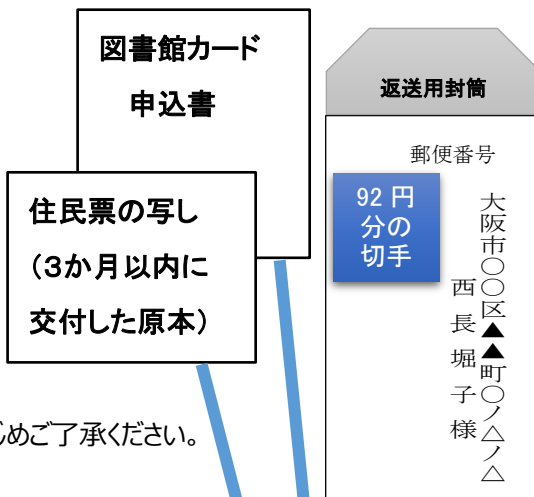 図書館カード
申込書
住民票の写し
(3か月以内に
交付した原本)
じめご了承ください。
返送用封筒
郵便番号
92円
分の
切手
大阪市〇〇区▲▲町〇ノ△ノ△
西長堀子様